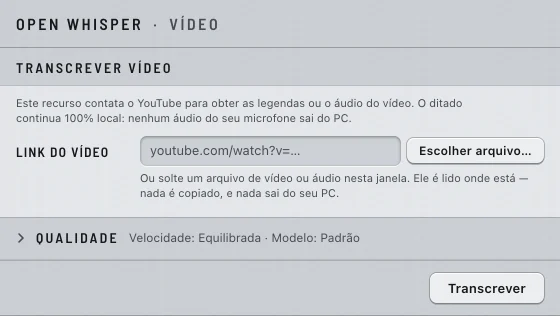 OPEN WHISPER · VÍDEO
TRANSCREVER VÍDEO
Este recurso contata o YouTube para obter as legendas ou o áudio do vídeo. O ditado
continua 100% local: nenhum áudio do seu microfone sai do PC.
LINK DO VÍDEO
youtube.com/watch?v=...
Escolher arquivo...
Ou solte um arquivo de vídeo ou áudio nesta janela. Ele é lido onde está —
nada é copiado, e nada sai do seu PC.
QUALIDADE Velocidade: Equilibrada · Modelo: Padrão
Transcrever